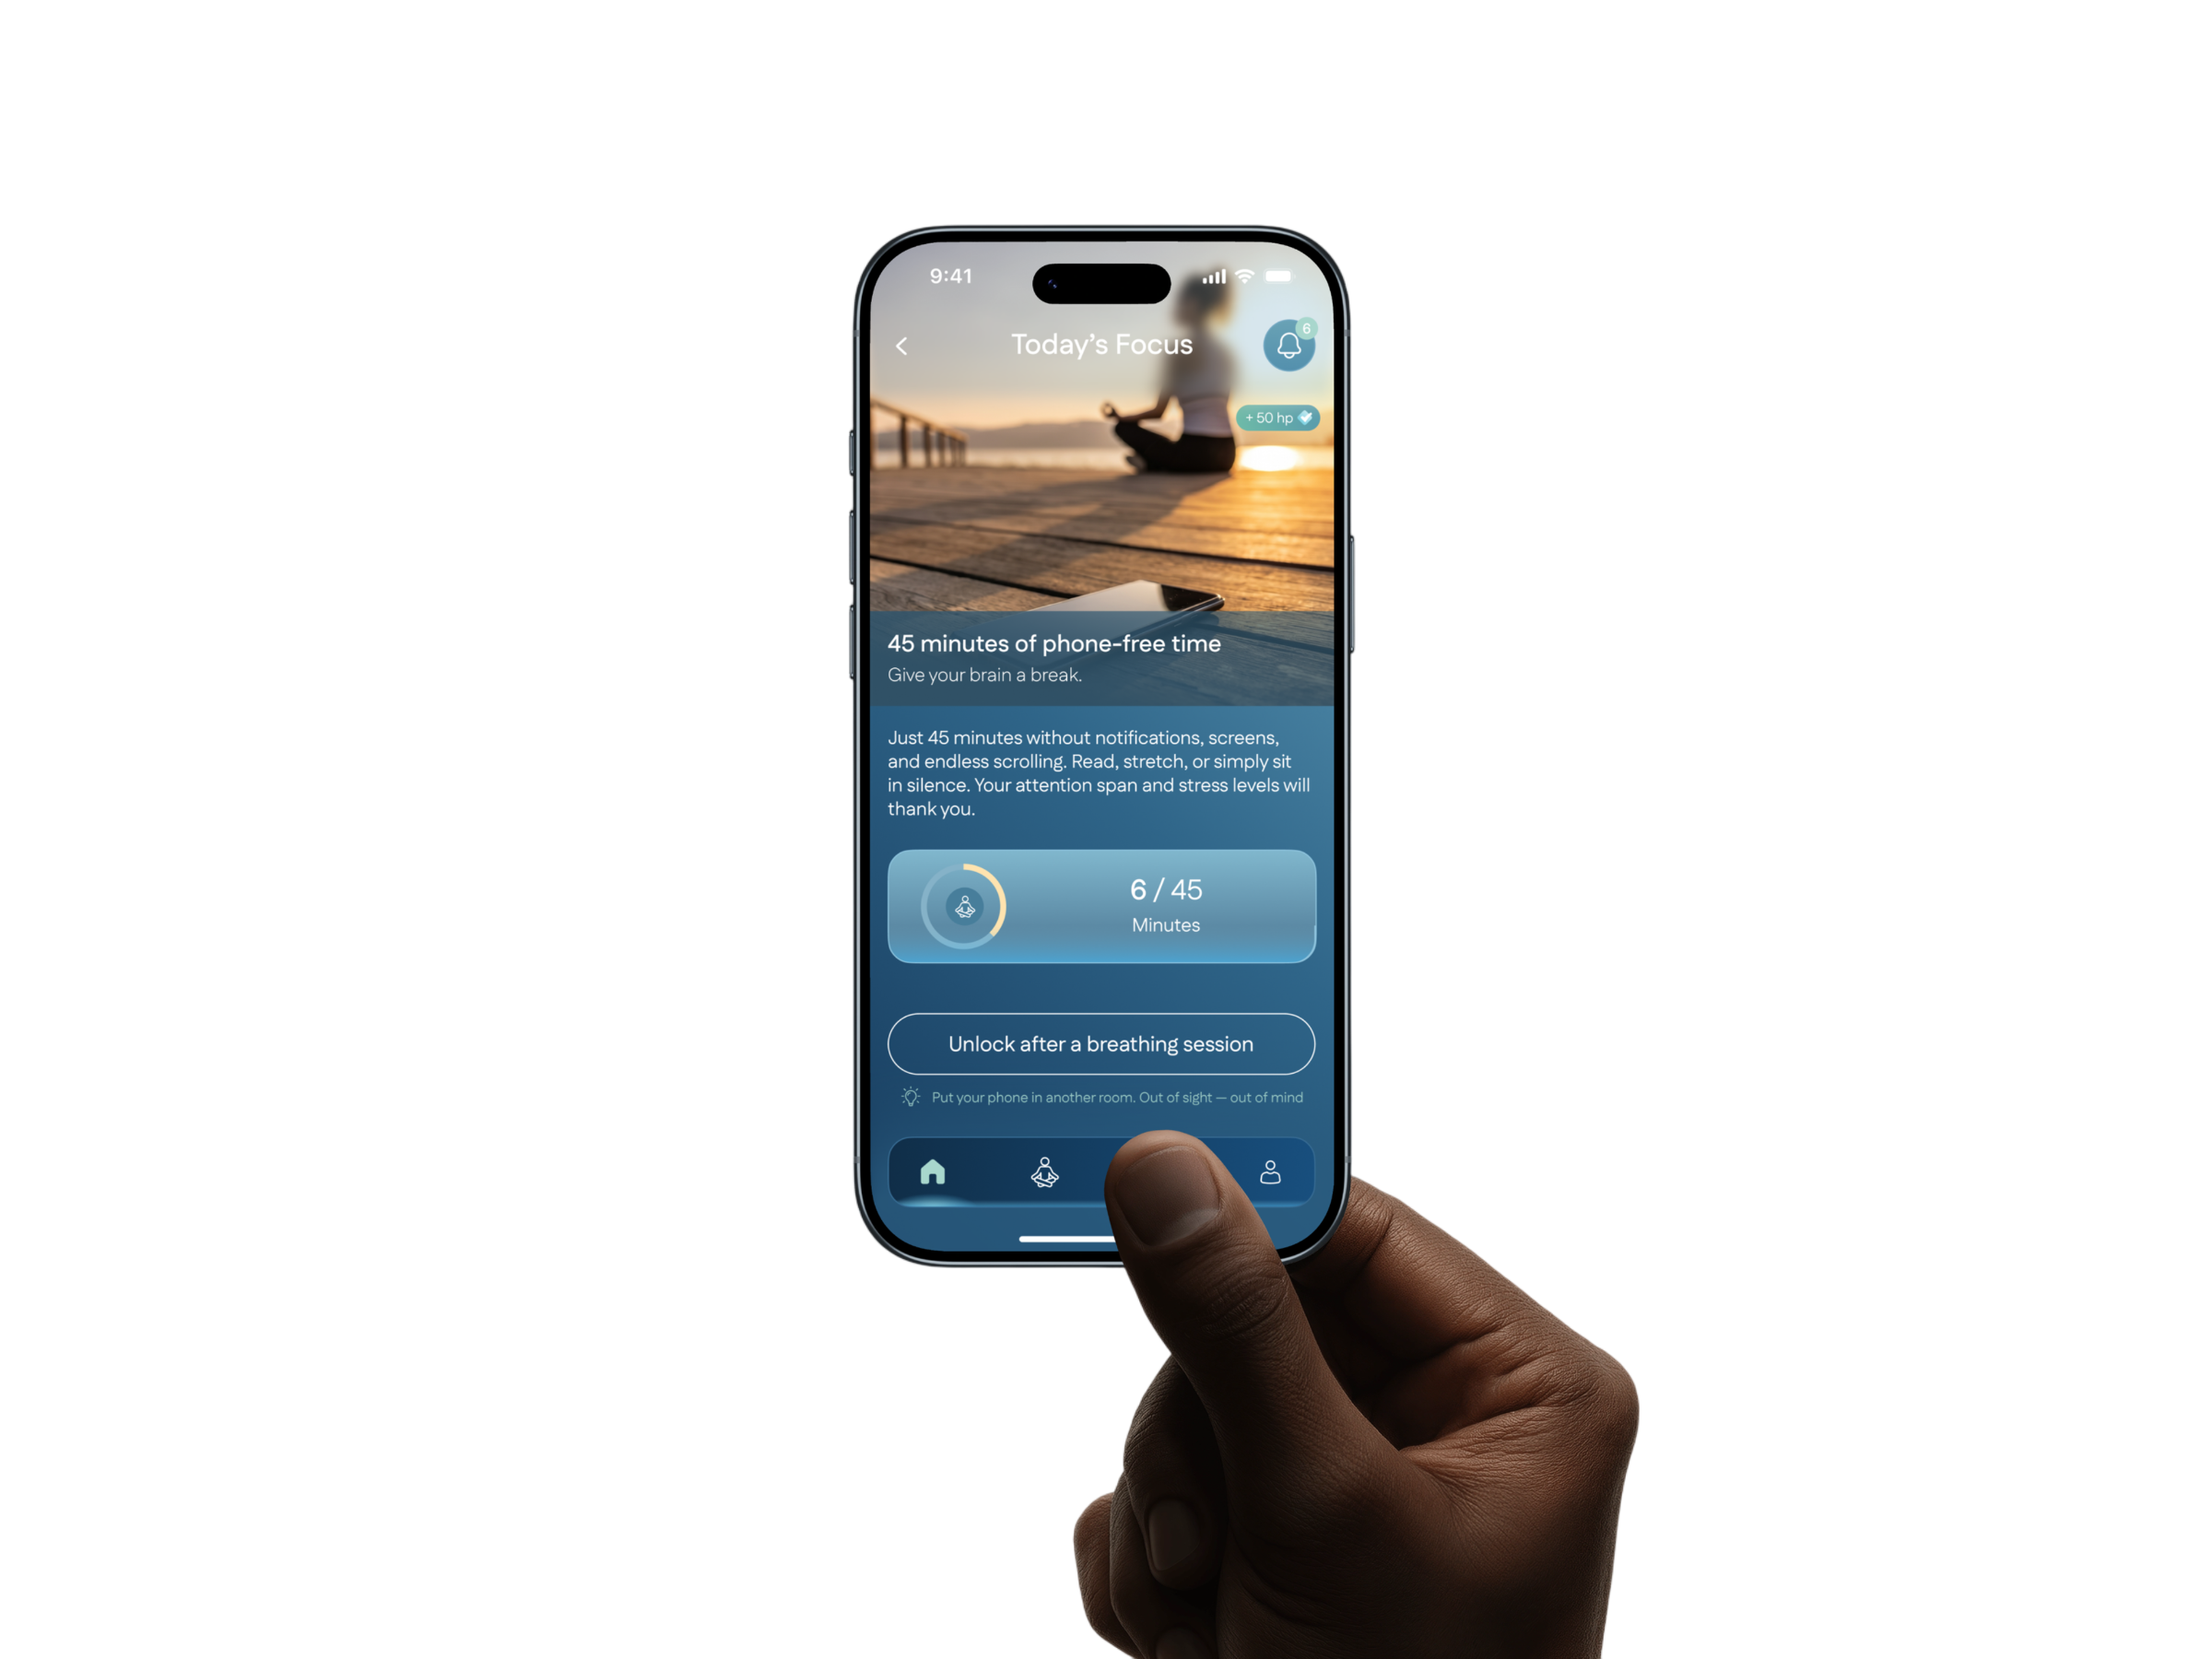 9:41
Today’s Focus
6
+ 50 hp
45 minutes of phone-free time
Give your brain a break.
Just 45 minutes without notifications, screens,
and endless scrolling. Read, stretch, or simply sit
in silence. Your attention span and stress levels will
thank you.
6 / 45
Minutes
Unlock after a breathing session
Put your phone in another room. Out of sight — out of mind